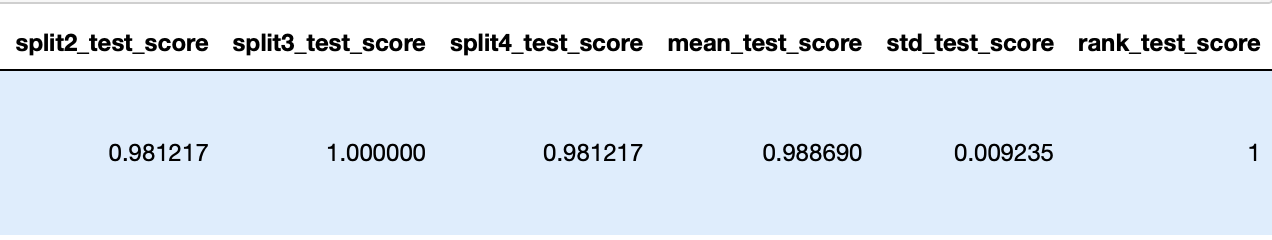 split2_test_score split3_test_score split4_test_score mean_test_score std_test_score rank_test_score
0.981217 1.000000 0.981217 0.988690 0.009235 1